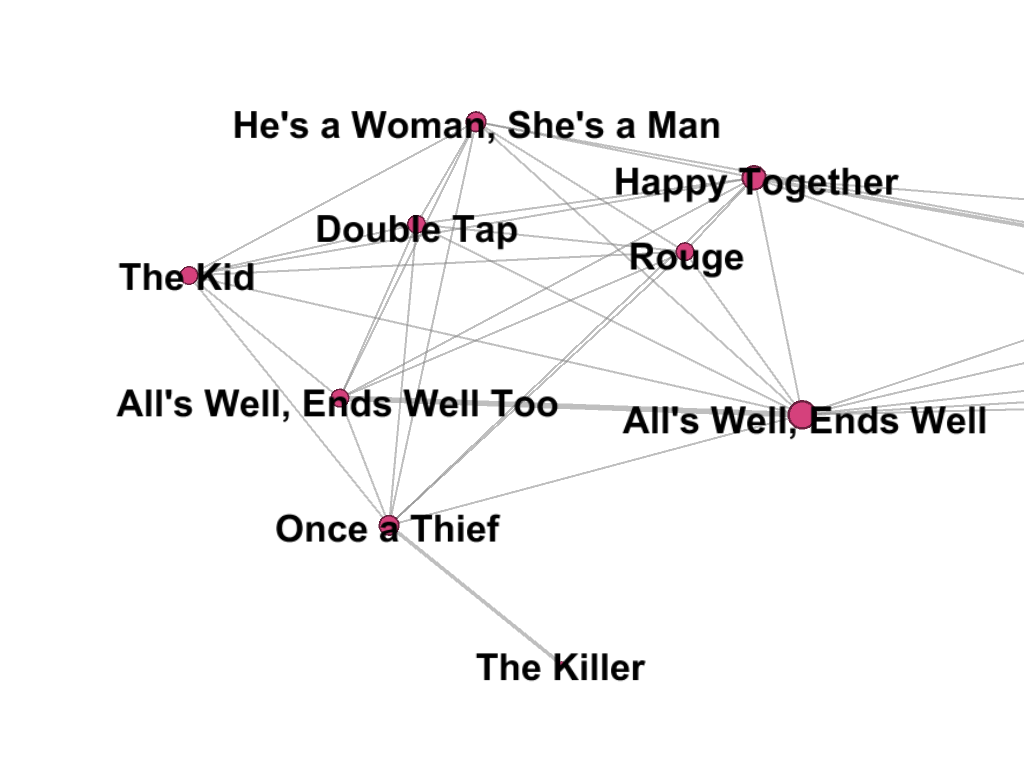 He's a Woman, She's a Man
Happy Together
Double Tap
Rouge
The Kid
All's Well, Ends Well Too
All's Well, Ends Well
Once a Thief
The Killer